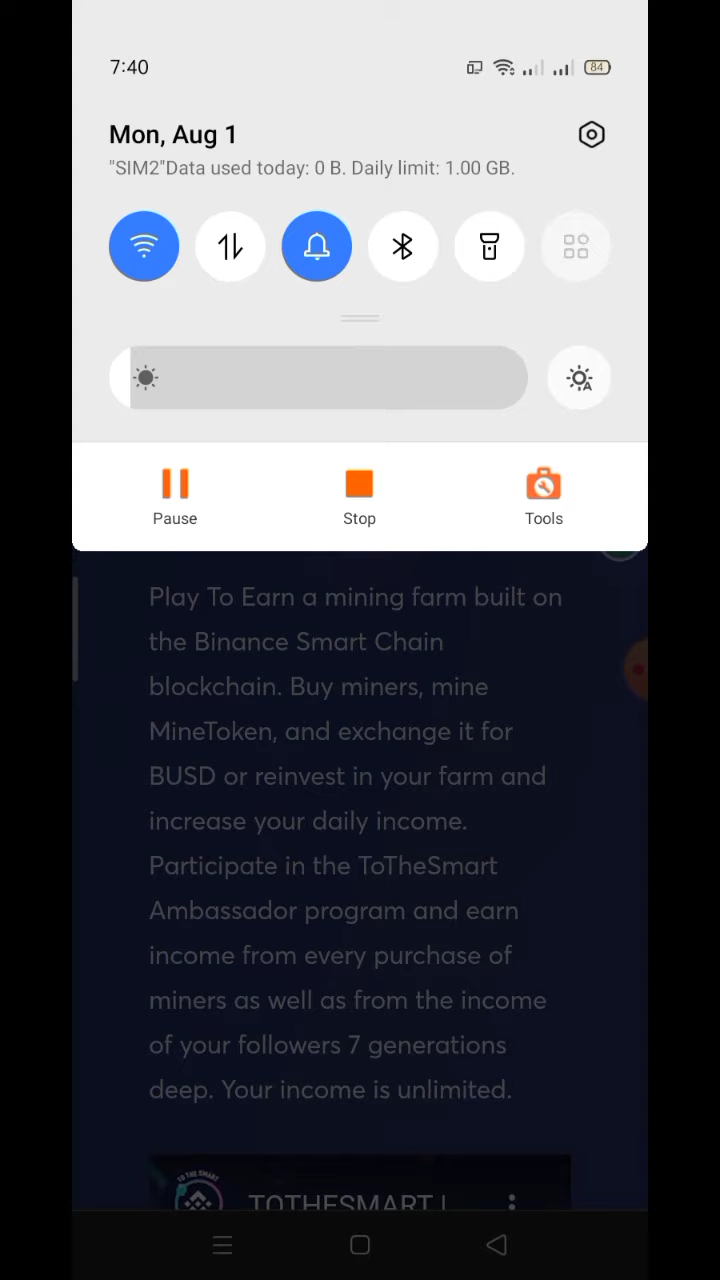 7:40
84
Mon, Aug 1
"SIM2"Data used today: 0 B. Daily limit: 1.00 GB.
A
Pause
Stop
Tools
Play To Earn a mining farm built on
the Binance Smart Chain
blockchain. Buy miners, mine
MineToken, and exchange it for
BUSD or reinvest in your farm and
increase your daily income.
Participate in the ToTheSmart
Ambassador program and earn
income from every purchase of
miners as well as from the income
of your followers 7 generations
deep. Your income is unlimited.
TO THE SMART
TOTHESMART |